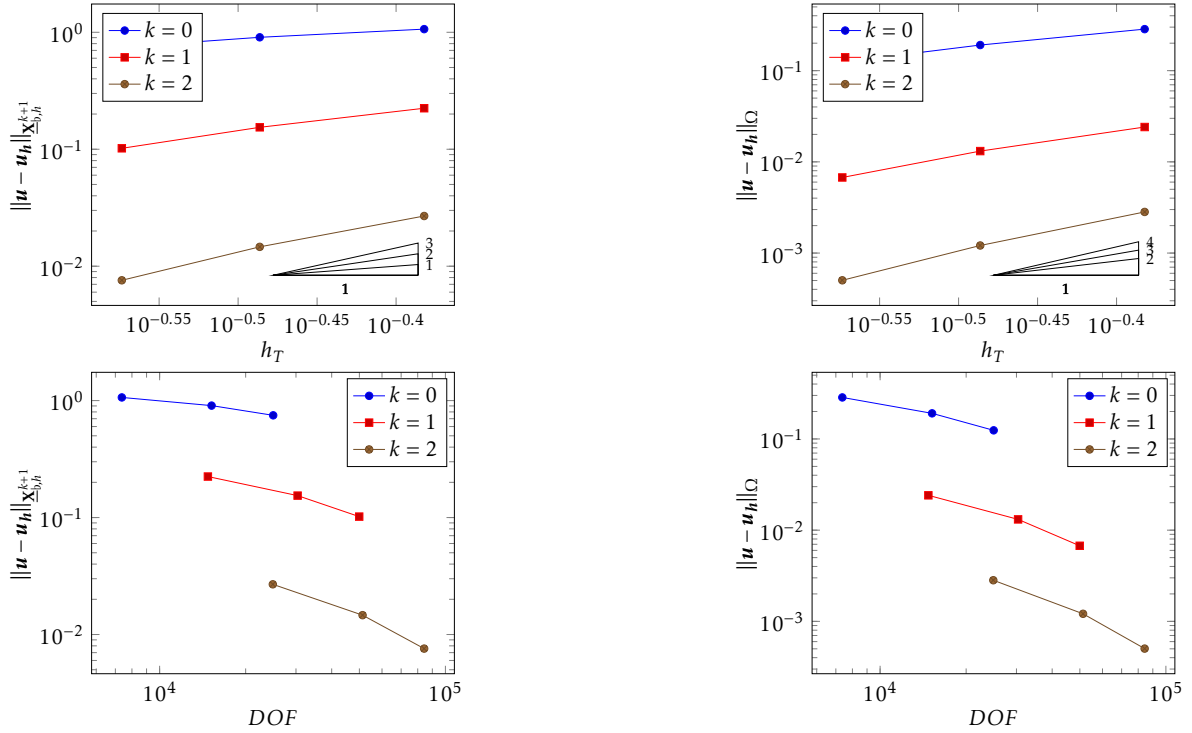 k = 0
k = 1
k = 2
10^0
10^−1
10^−2
||u − u_h||_{X_{b,h}^{k+1}}
3
2
1
1
10^−0.55
10^−0.5
10^−0.45
10^−0.4
h_T
k = 0
k = 1
k = 2
10^−1
10^−2
10^−3
||u − u_h||_Ω
4
3
2
1
10^−0.55
10^−0.5
10^−0.45
10^−0.4
h_T
k = 0
k = 1
k = 2
10^0
10^−1
10^−2
||u − u_h||_{X_{b,h}^{k+1}}
10^4
10^5
DOF
k = 0
k = 1
k = 2
10^−1
10^−2
10^−3
||u − u_h||_Ω
10^4
10^5
DOF